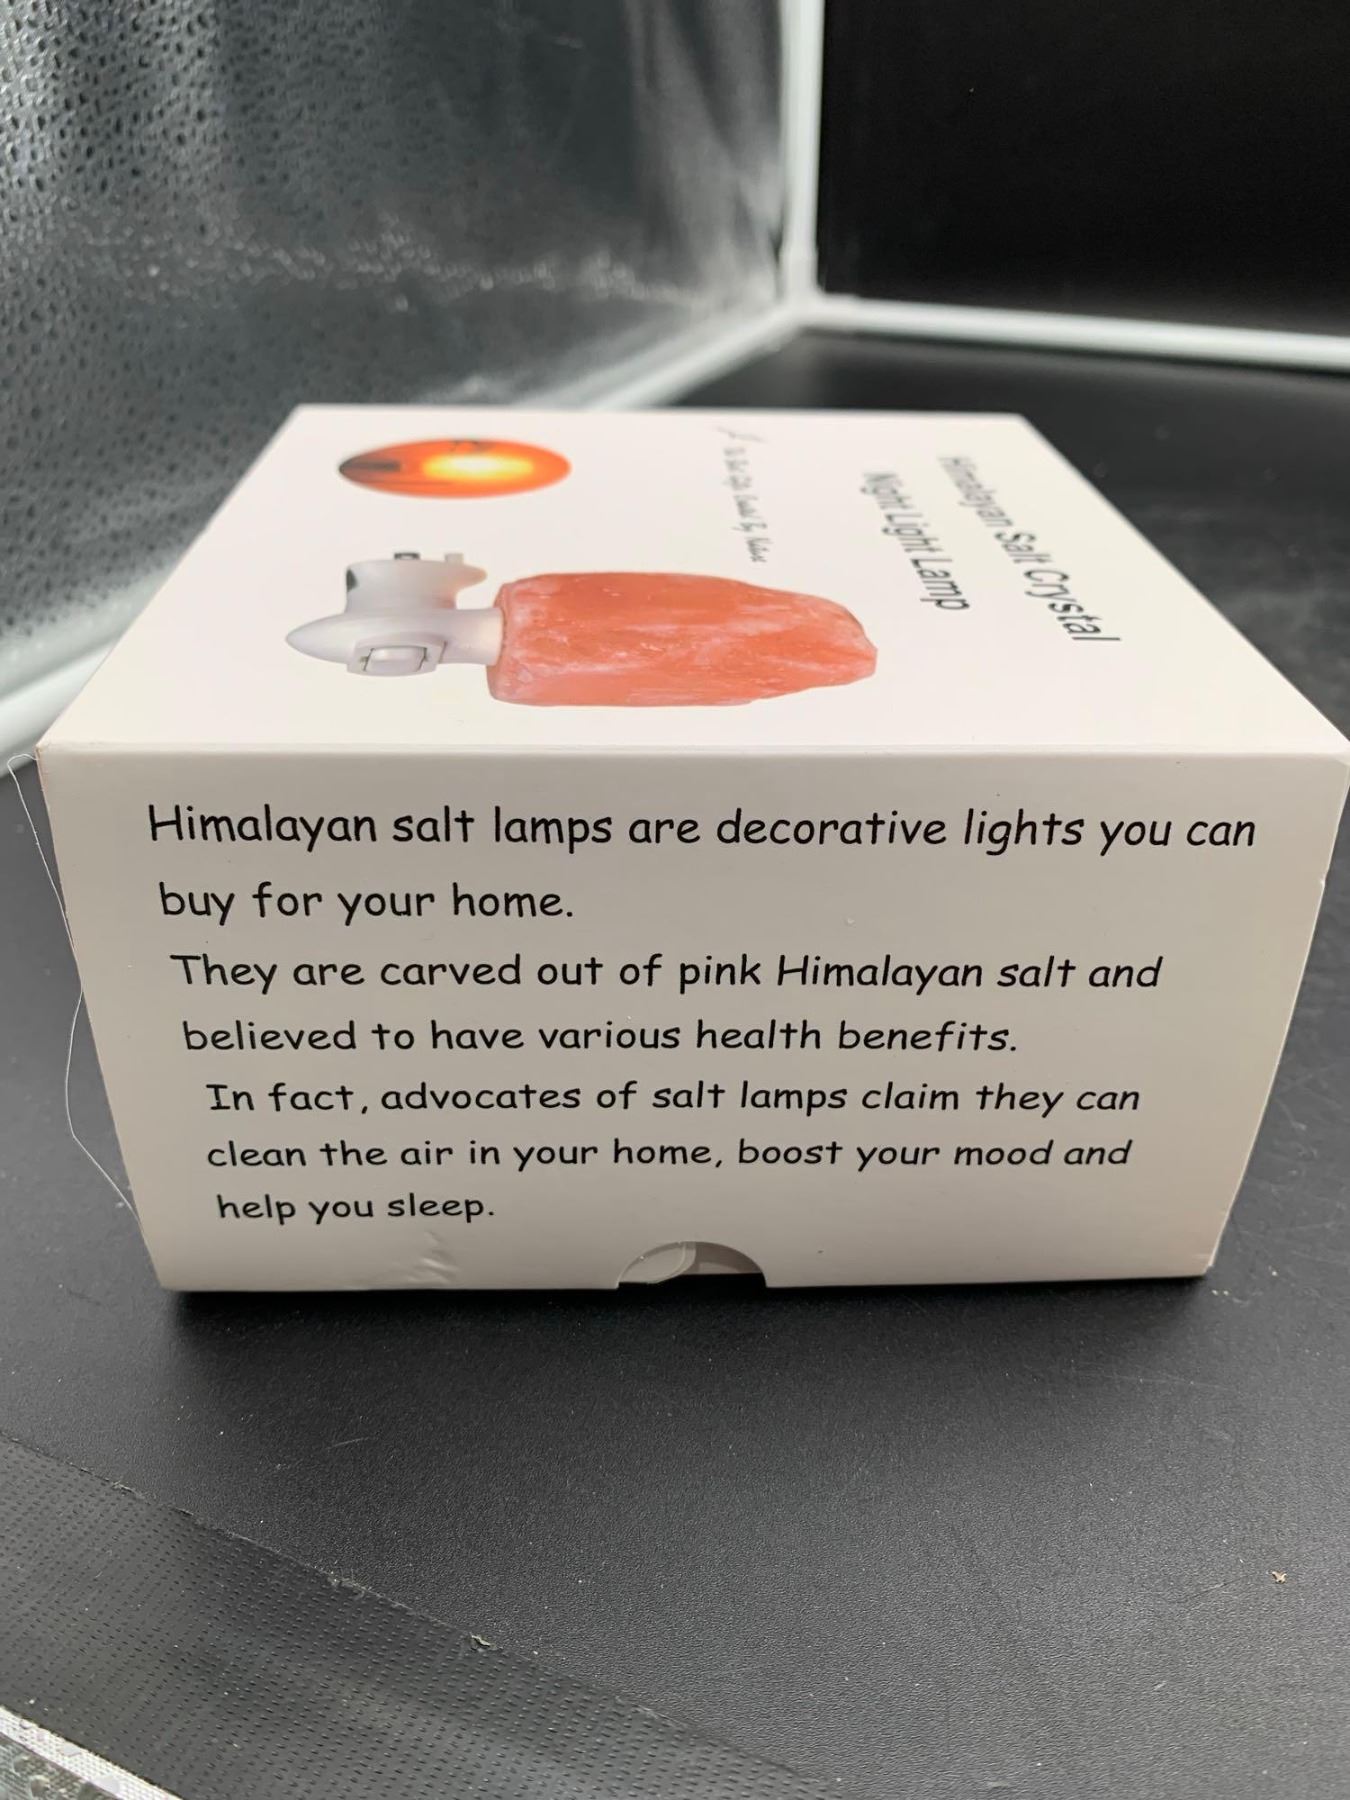 Himalayan Salt Crystal
Night Light Lamp
By Nature
Himalayan salt lamps are decorative lights you can
buy for your home.
They are carved out of pink Himalayan salt and
believed to have various health benefits.
In fact, advocates of salt lamps claim they can
clean the air in your home, boost your mood and
help you sleep.